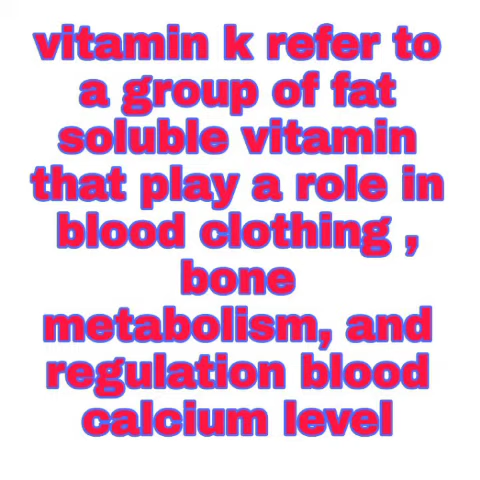 vitamin k refer to
a group of fat
soluble vitamin
that play a role in
blood clothing ,
bone
metabolism, and
regulation blood
calcium level